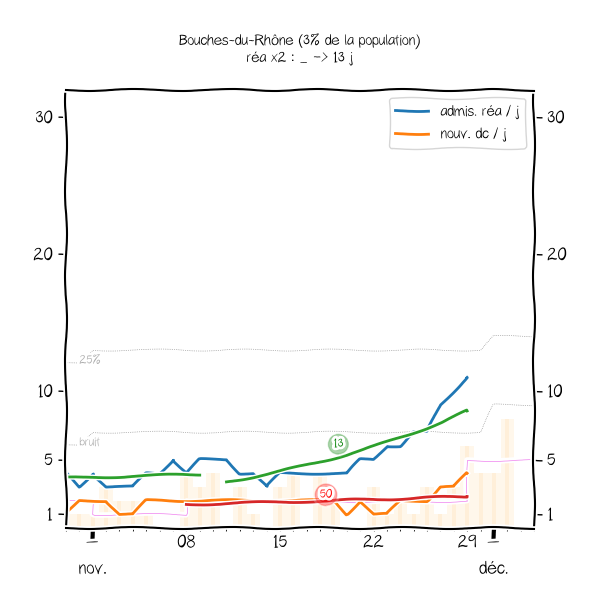 Bouches-du-Rhône (3% de la population)
réa x2 : _ -> 13 j
admis. réa / j
nouv. dc / j
30
30
20
20
25%
10
10
bruit
13
5
5
50
1
1
08
15
22
29
nov.
déc.